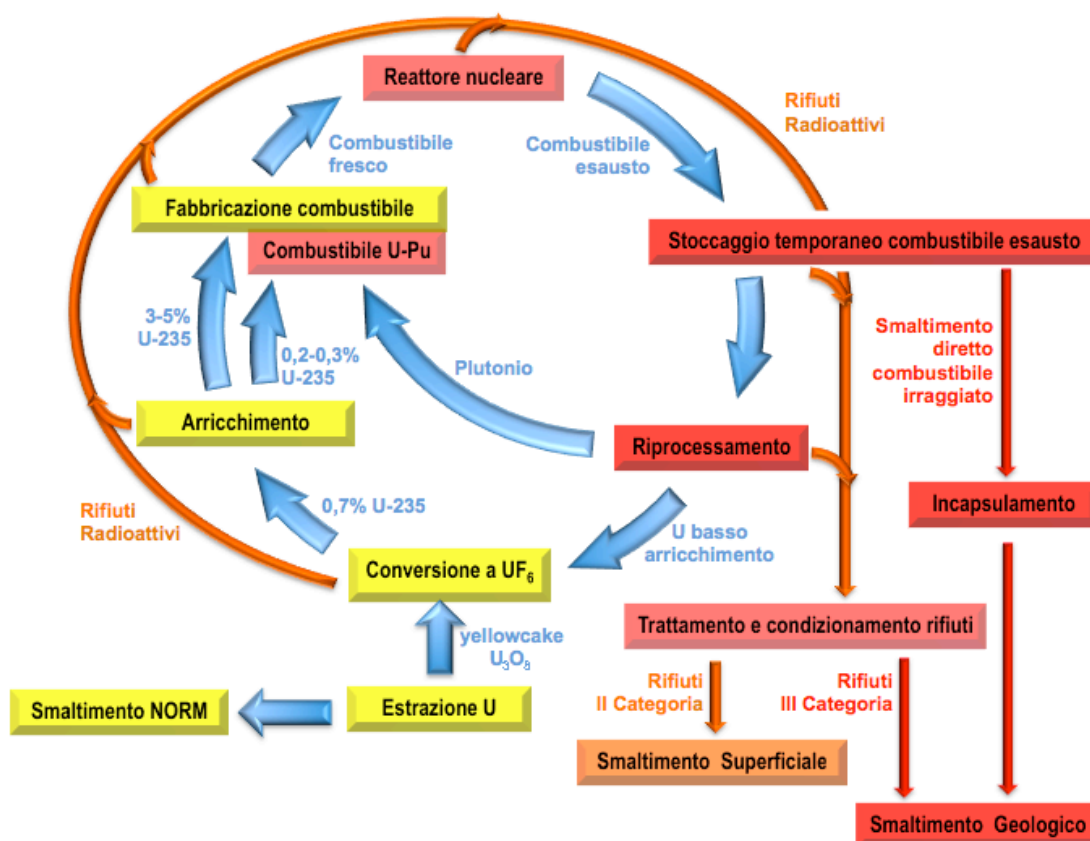 Reattore nucleare
Rifiuti
Radioattivi
Combustibile
fresco
Combustibile
esausto
Fabbricazione combustibile
Combustibile U-Pu
Stoccaggio temporaneo combustibile esausto
3-5%
U-235
0,2-0,3%
U-235
Plutonio
Smaltimento
diretto
combustibile
irraggiato
Arricchimento
Riprocessamento
Rifiuti
Radioattivi
0,7% U-235
U basso
arricchimento
Incapsulamento
Conversione a UF₆
Trattamento e condizionamento rifiuti
yellowcake
U₃O₈
Rifiuti
II Categoria
Rifiuti
III Categoria
Smaltimento NORM
Estrazione U
Smaltimento Superficiale
Smaltimento Geologico